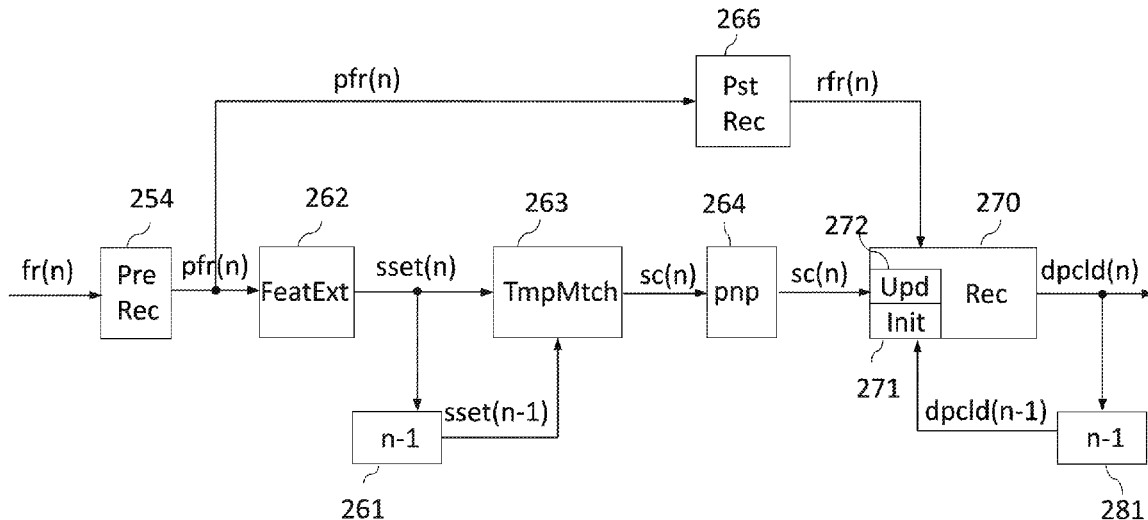 266
pfr(n)
Pst
Rec
rfr(n)
254
262
263
264
272
270
fr(n)
Pre
Rec
pfr(n)
FeatExt
sset(n)
TmpMtch
sc(n)
pnp
sc(n)
Upd
Init
Rec
dpcld(n)
271
n-1
sset(n-1)
261
dpcld(n-1)
n-1
281